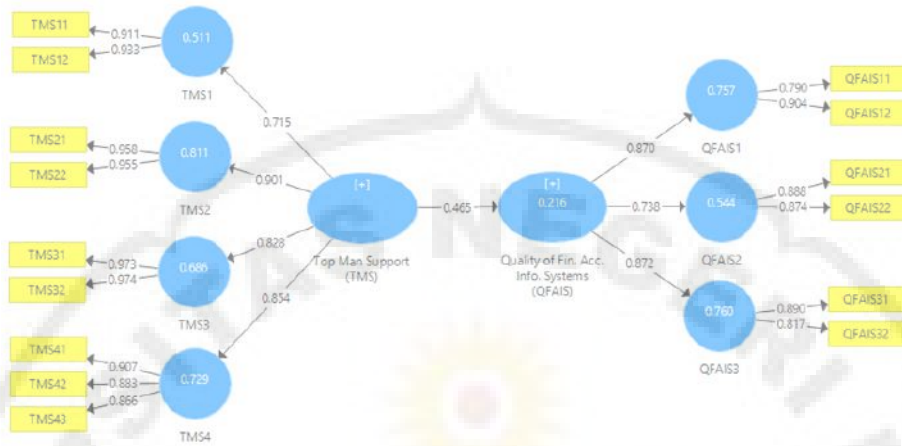 TMS11
0.911
TMS12
0.933
0.511
TMS1
0.715
TMS21
0.958
TMS22
0.955
0.811
TMS2
0.901
TMS31
0.973
TMS32
0.974
0.686
TMS3
0.828
TMS41
0.907
TMS42
0.883
TMS43
0.866
0.729
TMS4
0.854
[+]
Top Man Support
(TMS)
0.465
[+]
0.216
Quality of Fin. Acc.
Info. Systems
(QFAIS)
0.870
0.757
QFAIS1
0.790
QFAIS11
0.904
QFAIS12
0.738
0.544
QFAIS2
0.888
QFAIS21
0.874
QFAIS22
0.872
0.760
QFAIS3
0.890
QFAIS31
0.817
QFAIS32